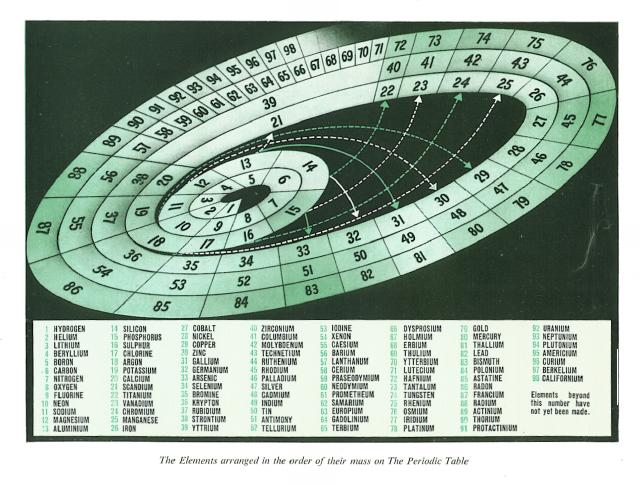 1 HYDROGEN
2 HELIUM
3 LITHIUM
4 BERYLLIUM
5 BORON
6 CARBON
7 NITROGEN
8 OXYGEN
9 FLUORINE
10 NEON
11 SODIUM
12 MAGNESIUM
13 ALUMINIUM
14 SILICON
15 PHOSPHORUS
16 SULPHUR
17 CHLORINE
18 ARGON
19 POTASSIUM
20 CALCIUM
21 SCANDIUM
22 TITANIUM
23 VANADIUM
24 CHROMIUM
25 MANGANESE
26 IRON
27 COBALT
28 NICKEL
29 COPPER
30 ZINC
31 GALLIUM
32 GERMANIUM
33 ARSENIC
34 SELENIUM
35 BROMINE
36 KRYPTON
37 RUBIDIUM
38 STRONTIUM
39 YTTRIUM
40 ZIRCONIUM
41 COLUMBIUM
42 MOLYBDENUM
43 TECHNETIUM
44 RUTHENIUM
45 RHODIUM
46 PALLADIUM
47 SILVER
48 CADMIUM
49 INDIUM
50 TIN
51 ANTIMONY
52 TELLURIUM
53 IODINE
54 XENON
55 CAESIUM
56 BARIUM
57 LANTHANUM
58 CERIUM
59 PRASEODYMIUM
60 NEODYMIUM
61 PROMETHEUM
62 SAMARIUM
63 EUROPIUM
64 GADOLINIUM
65 TERBIUM
66 DYSPROSIUM
67 HOLMIUM
68 ERBIUM
69 THULIUM
70 YTTERBIUM
71 LUTECIUM
72 HAFNIUM
73 TANTALUM
74 TUNGSTEN
75 RHENIUM
76 OSMIUM
77 IRIDIUM
78 PLATINUM
79 GOLD
80 MERCURY
81 THALLIUM
82 LEAD
83 BISMUTH
84 POLONIUM
85 ASTATINE
86 RADON
87 FRANCIUM
88 RADIUM
89 ACTINIUM
90 THORIUM
91 PROTACTINIUM
92 URANIUM
93 NEPTUNIUM
94 PLUTONIUM
95 AMERICIUM
96 CURIUM
97 BERKELIUM
98 CALIFORNIUM
Elements beyond
this number have
not yet been made.
The Elements arranged in the order of their mass on The Periodic Table